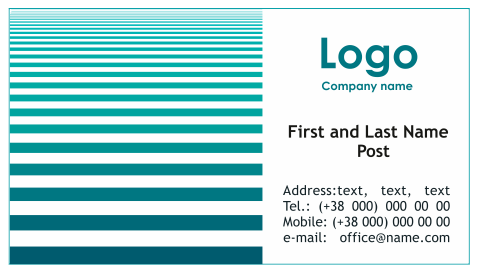 Logo
Company name
First and Last Name
Post
Address:text, text, text
Tel.: (+38 000) 000 00 00
Mobile: (+38 000) 000 00 00
e-mail: office@name.com